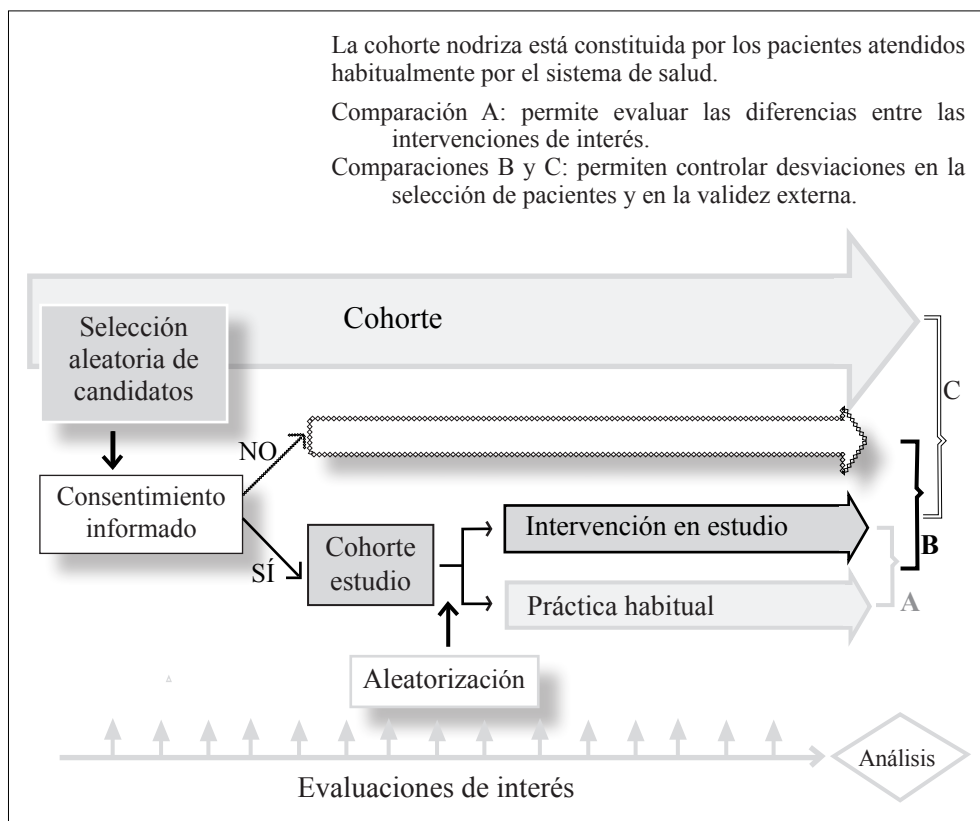 La cohorte nodriza está constituida por los pacientes atendidos
habitualmente por el sistema de salud.
Comparación A: permite evaluar las diferencias entre las
intervenciones de interés.
Comparaciones B y C: permiten controlar desviaciones en la
selección de pacientes y en la validez externa.
Cohorte
Selección
aleatoria de
candidatos
C
NO
Consentimiento
informado
SÍ
Cohorte
estudio
Intervención en estudio
B
Práctica habitual
A
Aleatorización
Evaluaciones de interés
Análisis